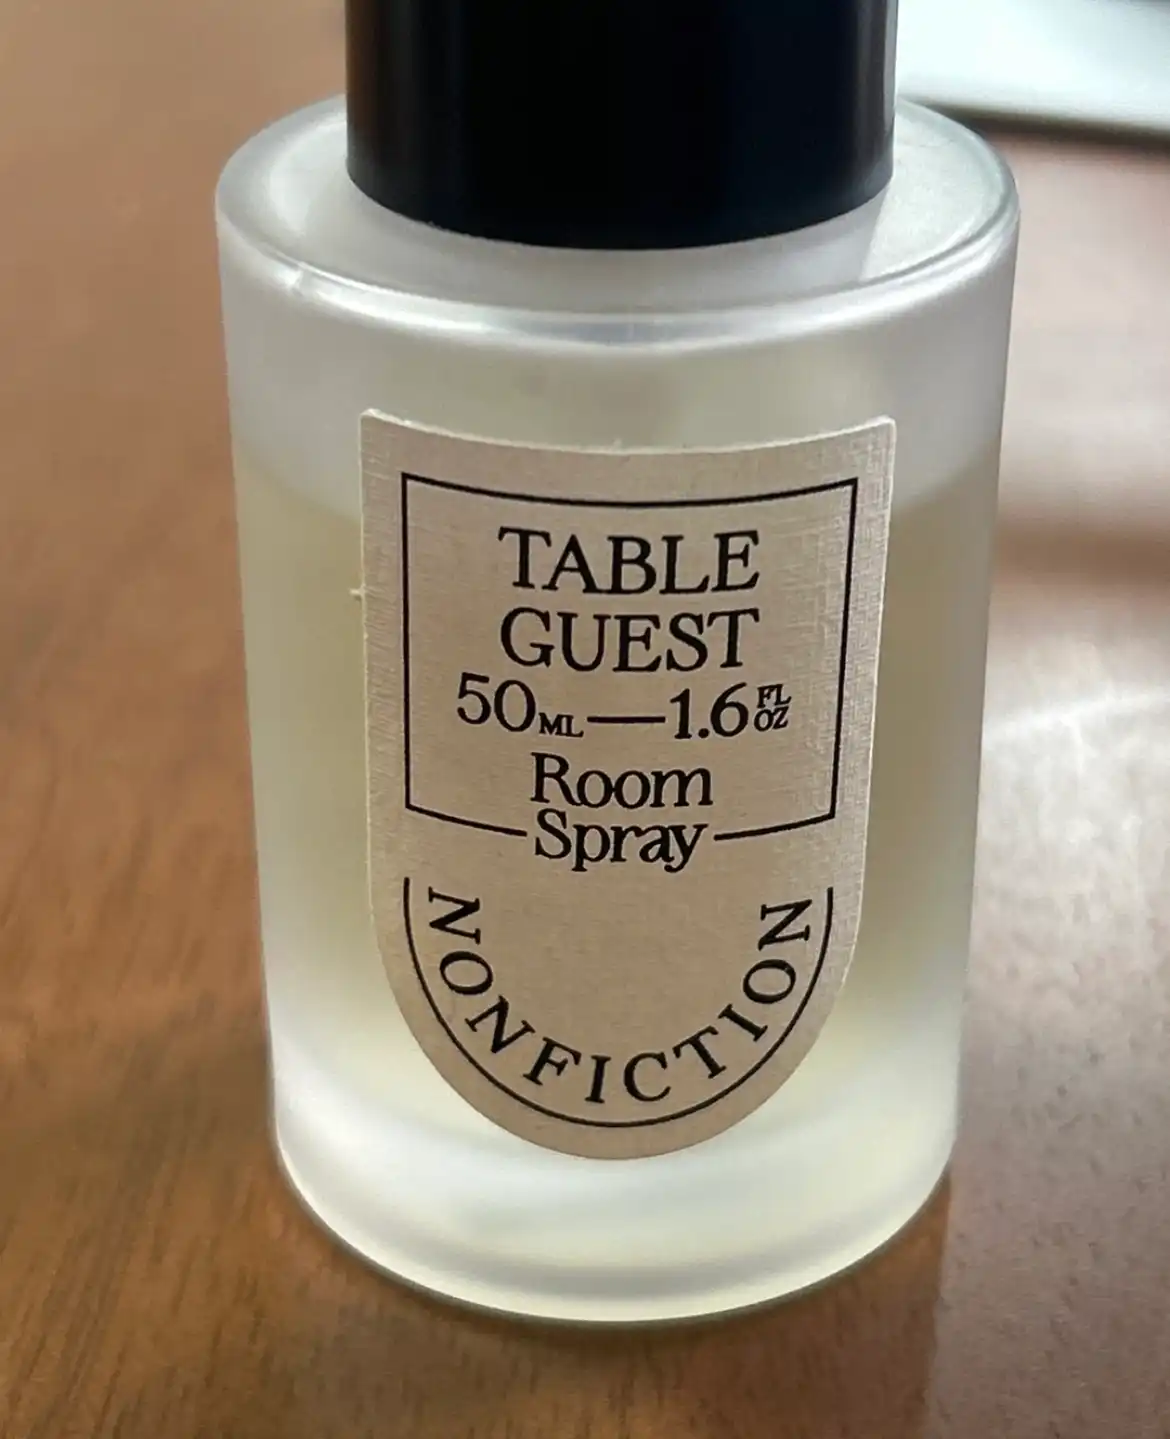 TABLE
GUEST
50ML—1.6 FL OZ
Room
Spray
NONFICTION